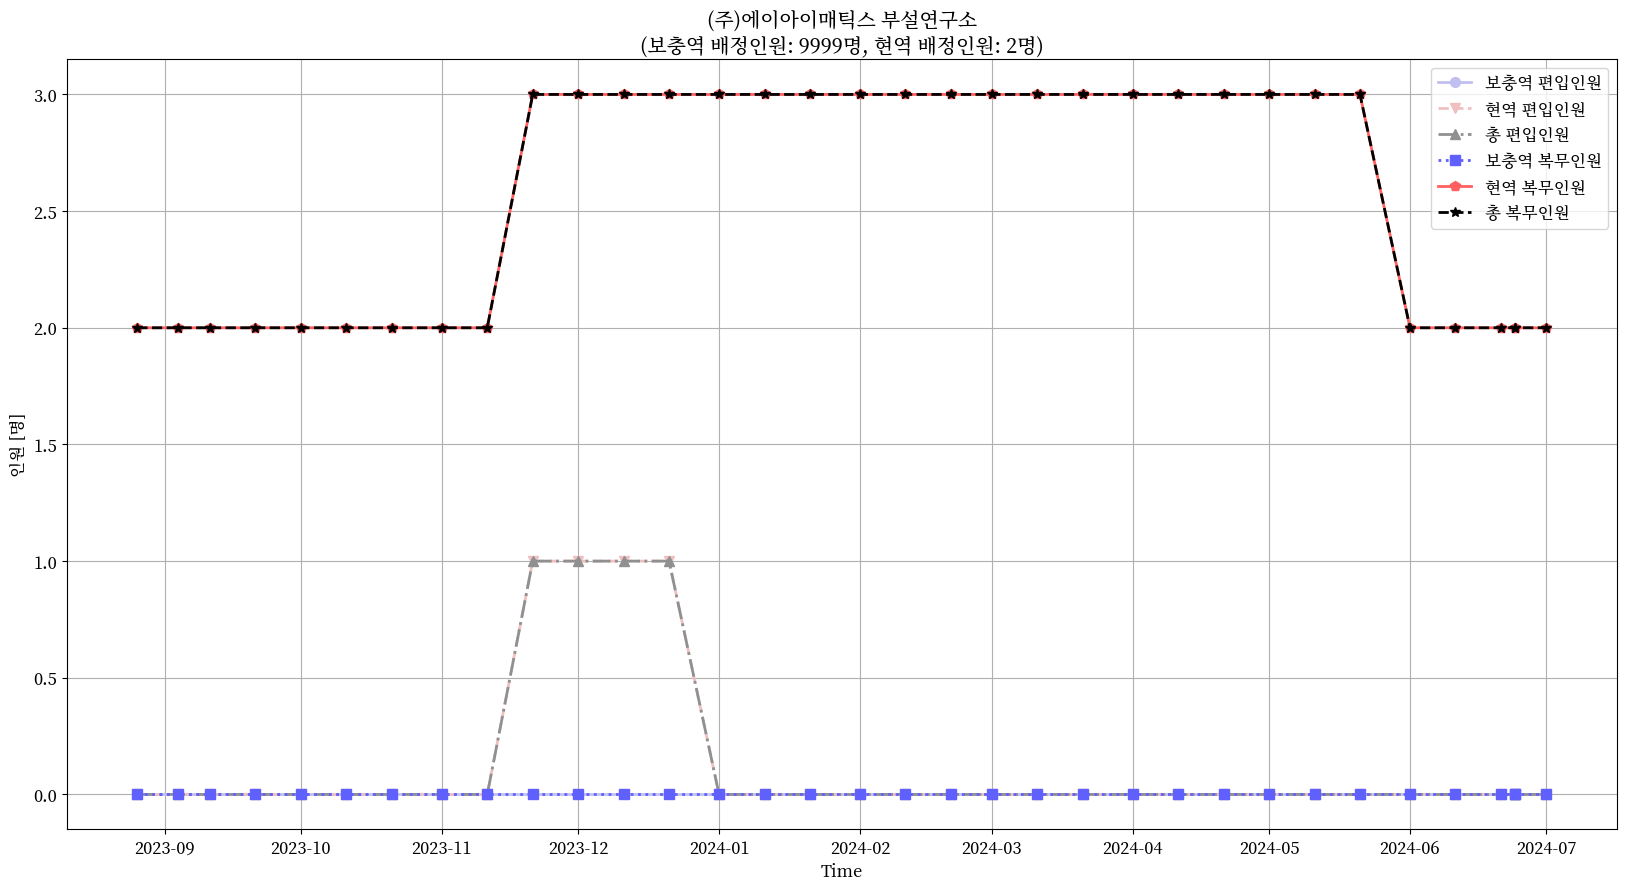 (주)에이아이매틱스 부설연구소
(보충역 배정인원: 9999명, 현역 배정인원: 2명)
보충역 편입인원
현역 편입인원
총 편입인원
보충역 복무인원
현역 복무인원
총 복무인원
인원 [명]
3.0
2.5
2.0
1.5
1.0
0.5
0.0
2023-09 2023-10 2023-11 2023-12 2024-01 2024-02 2024-03 2024-04 2024-05 2024-06 2024-07
Time